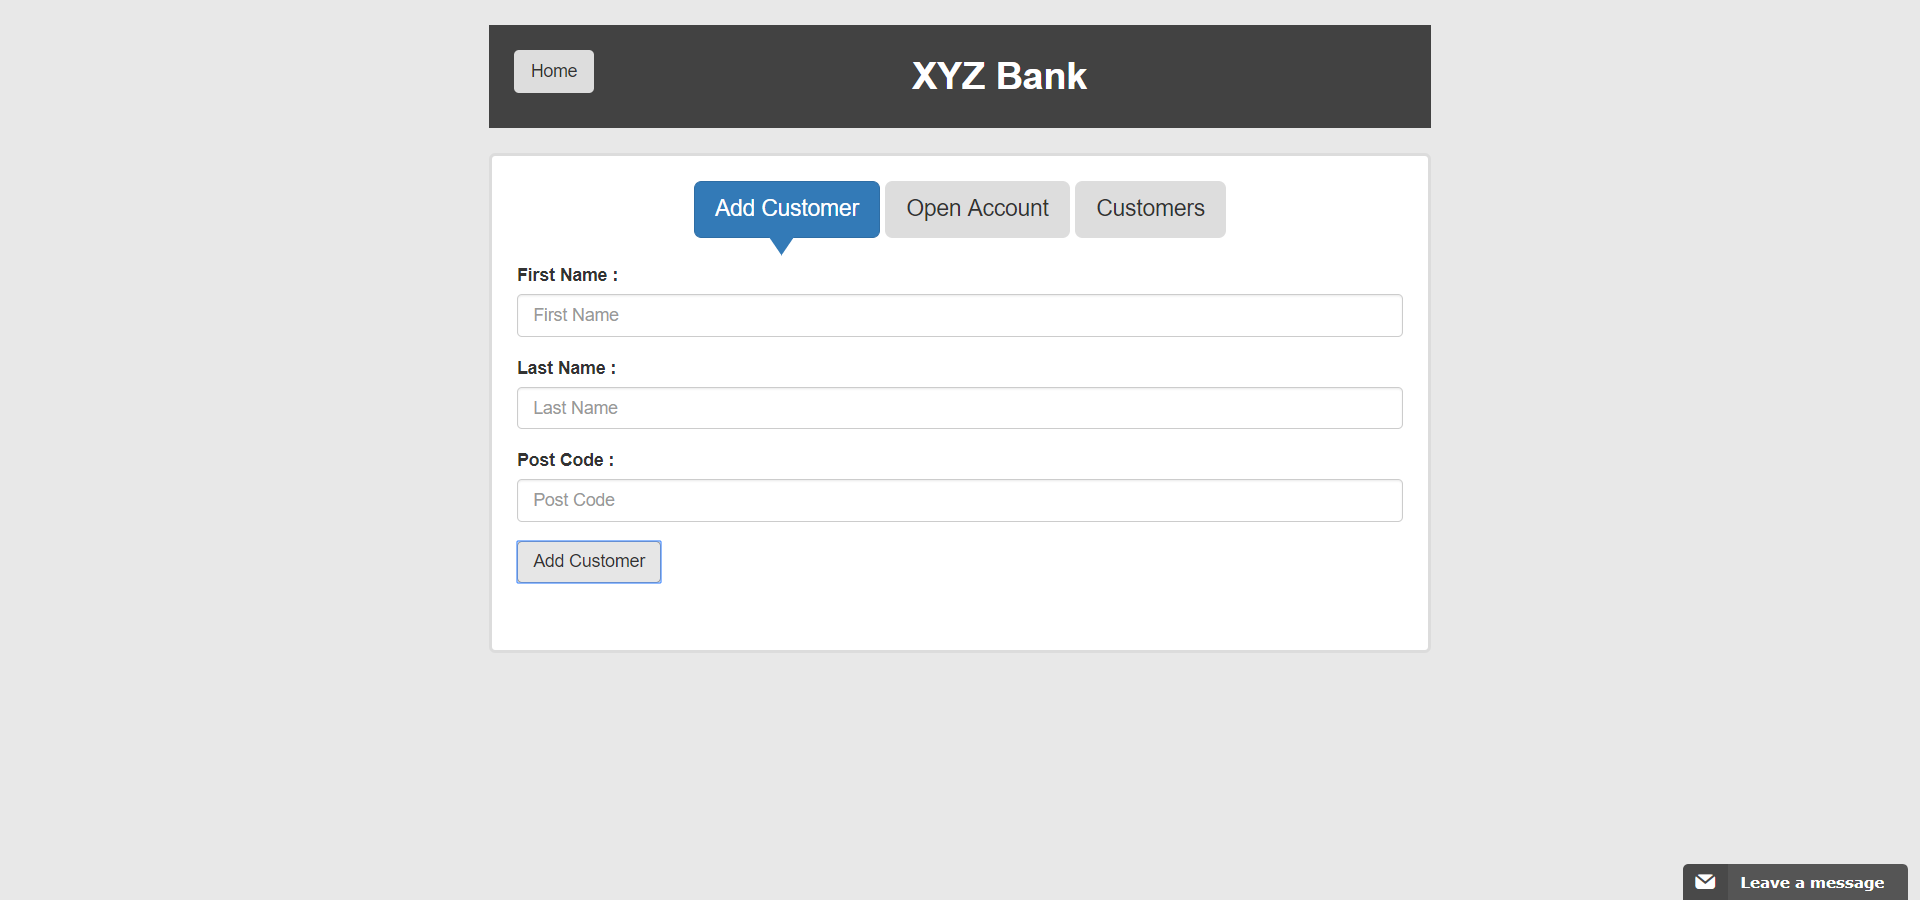 Home
XYZ Bank
Add Customer
Open Account
Customers
First Name :
First Name
Last Name :
Last Name
Post Code :
Post Code
Add Customer
Leave a message